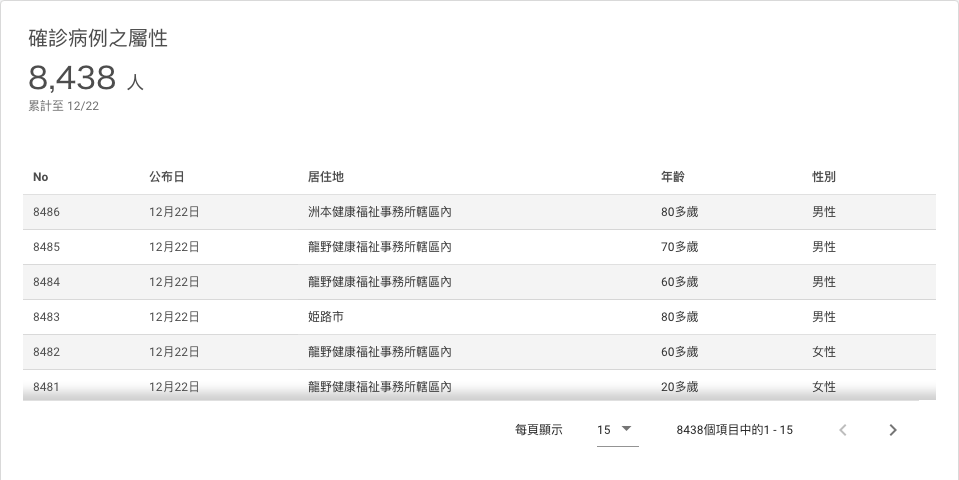 確診病例之屬性
8,438 人
累計至 12/22
No 公布日 居住地 年齡 性別
8486 12月22日 洲本健康福祉事務所轄區內 80多歲 男性
8485 12月22日 龍野健康福祉事務所轄區內 70多歲 男性
8484 12月22日 龍野健康福祉事務所轄區內 60多歲 男性
8483 12月22日 姫路市 80多歲 男性
8482 12月22日 龍野健康福祉事務所轄區內 60多歲 女性
8481 12月22日 龍野健康福祉事務所轄區內 20多歲 女性
每頁顯示 15 8438個項目中的1 - 15